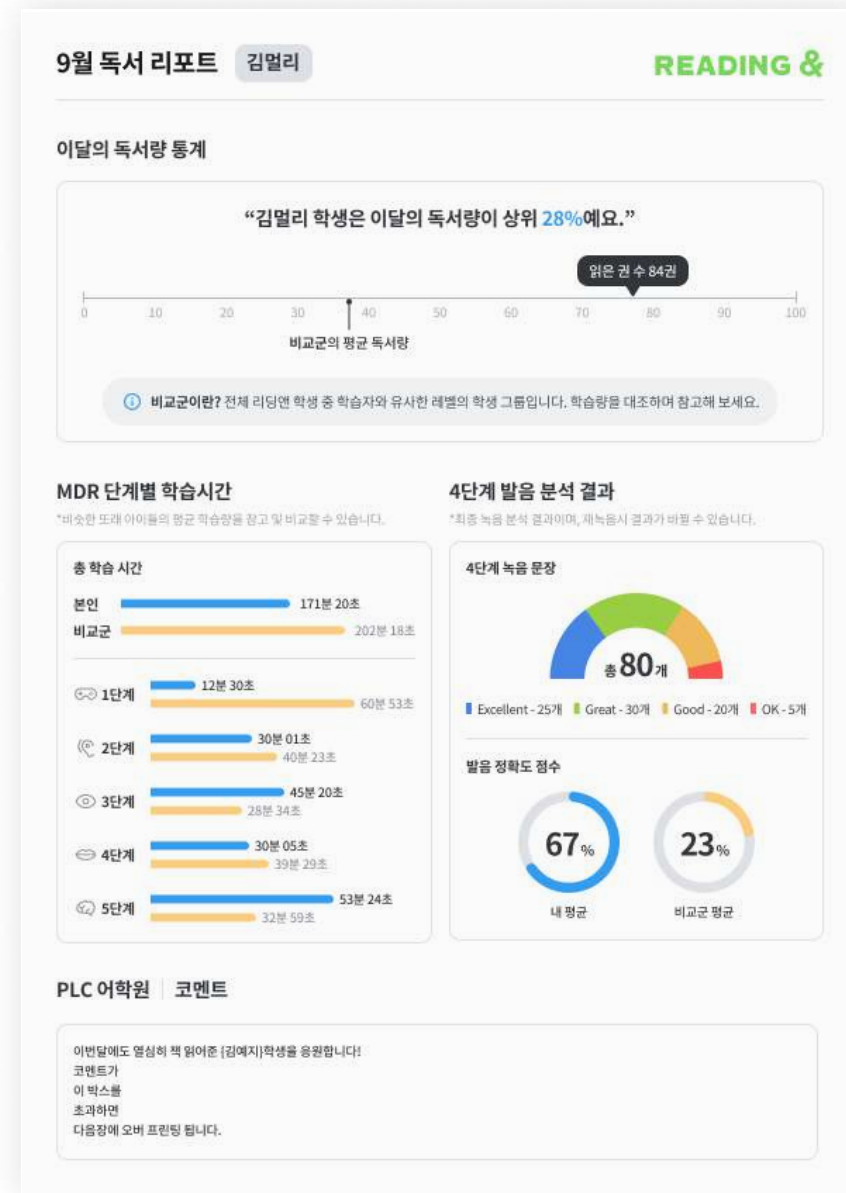 9월 독서 리포트 김멀리
READING &
이달의 독서량 통계
“김멀리 학생은 이달의 독서량이 상위 28%예요.”
읽은 권 수 84권
0 10 20 30 40 50 60 70 80 90 100
비교군의 평균 독서량
비교군이란? 전체 리딩앤 학생 중 학습자와 유사한 레벨의 학생 그룹입니다. 학습량을 대조하며 참고해 보세요.
MDR 단계별 학습시간
*비슷한 또래 아이들의 평균 학습량을 참고 및 비교할 수 있습니다.
총 학습 시간
본인 171분 20초
비교군 202분 18초
1단계 12분 30초
60분 53초
2단계 30분 01초
40분 23초
3단계 45분 20초
28분 34초
4단계 30분 05초
39분 29초
5단계 53분 24초
32분 59초
4단계 발음 분석 결과
*최종 녹음 분석 결과이며, 재녹음시 결과가 바뀔 수 있습니다.
4단계 녹음 문장
총 80개
Excellent - 25개 Great - 30개 Good - 20개 OK - 5개
발음 정확도 점수
67% 23%
내 평균 비교군 평균
PLC 어학원 코멘트
이번달에도 열심히 책 읽어준 {김예지}학생을 응원합니다!
코멘트가
이 박스를
초과하면
다음장에 오버 프린팅 됩니다.